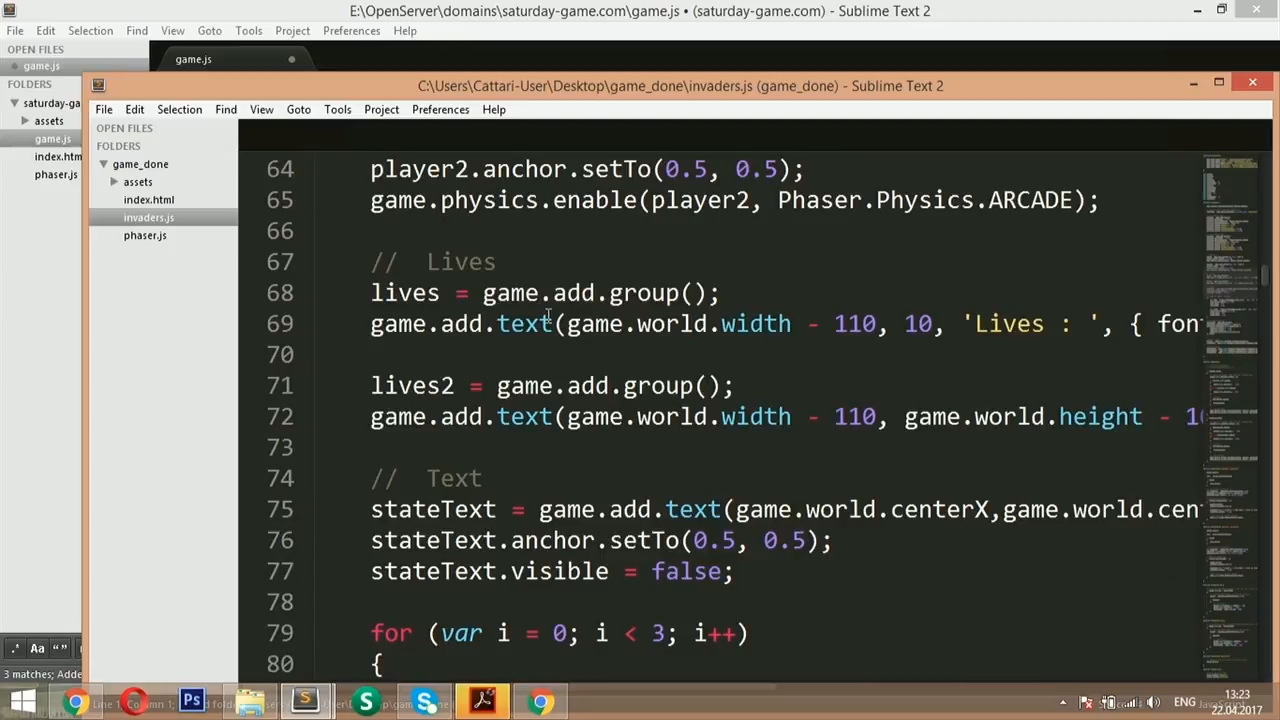 E:\OpenServer\domains\saturday-game.com\game.js • (saturday-game.com) - Sublime Text 2
File Edit Selection Find View Goto Tools Project Preferences Help
OPEN FILES
game.js
game.js
FOLDERS
saturday-ga
assets
game.js
index.htm
phaser.js
C:\Users\Cattari-User\Desktop\game_done\invaders.js (game_done) - Sublime Text 2
File Edit Selection Find View Goto Tools Project Preferences Help
OPEN FILES
FOLDERS
game_done
assets
index.html
invaders.js
phaser.js
64 player2.anchor.setTo(0.5, 0.5);
65 game.physics.enable(player2, Phaser.Physics.ARCADE);
66
67 //  Lives
68 lives = game.add.group();
69 game.add.text(game.world.width - 110, 10, 'Lives : ', { fon
70
71 lives2 = game.add.group();
72 game.add.text(game.world.width - 110, game.world.height - 10
73
74 //  Text
75 stateText = game.add.text(game.world.centerX,game.world.cen
76 stateText.anchor.setTo(0.5, 0.5);
77 stateText.visible = false;
78
79 for (var i = 0; i < 3; i++)
80 {
.* Aa “ ”
3 matches; Adde
Ps
S
S
ENG
13:23
22.04.2017